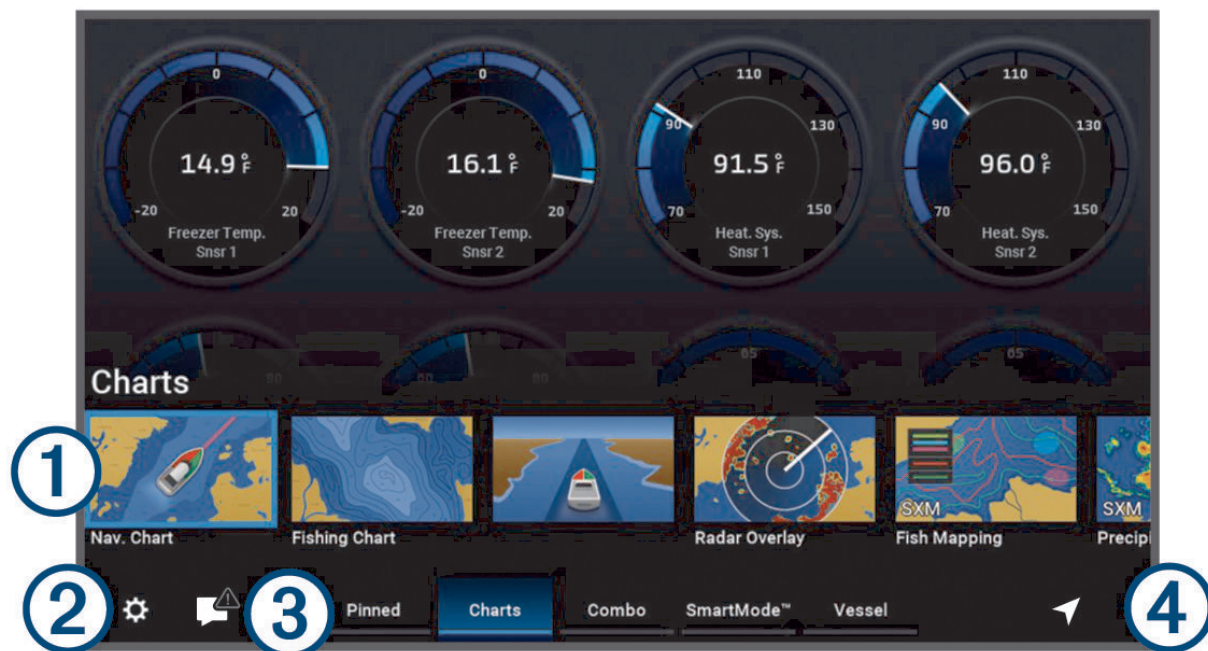 0
0
110
110
90
130
90
130
14.9°F
16.1°F
91.5°F
96.0°F
-20
20
-20
20
70
150
70
150
Freezer Temp.
Snsr 1
Freezer Temp.
Snsr 2
Heat. Sys.
Snsr 1
Heat. Sys.
Snsr 2
Charts
1
SXM
SXM
Nav. Chart
Fishing Chart
Radar Overlay
Fish Mapping
Precipi
2
3
Pinned
Charts
Combo
SmartMode™
Vessel
4